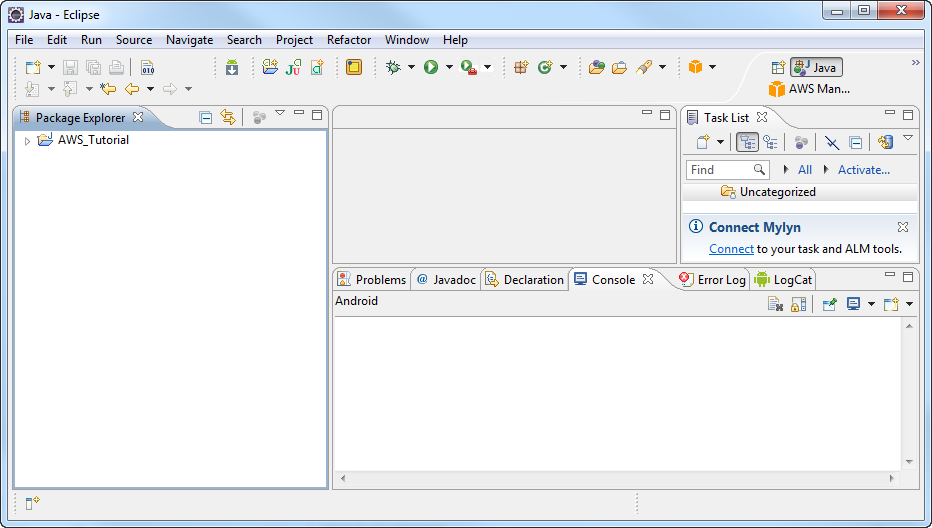 Java - Eclipse
File Edit Run Source Navigate Search Project Refactor Window Help
010
Java
»
JU
AWS Man...
Package Explorer
AWS_Tutorial
Task List
Find
All
Activate...
Uncategorized
Connect Mylyn
Connect to your task and ALM tools.
Problems @ Javadoc Declaration Console Error Log LogCat
Android